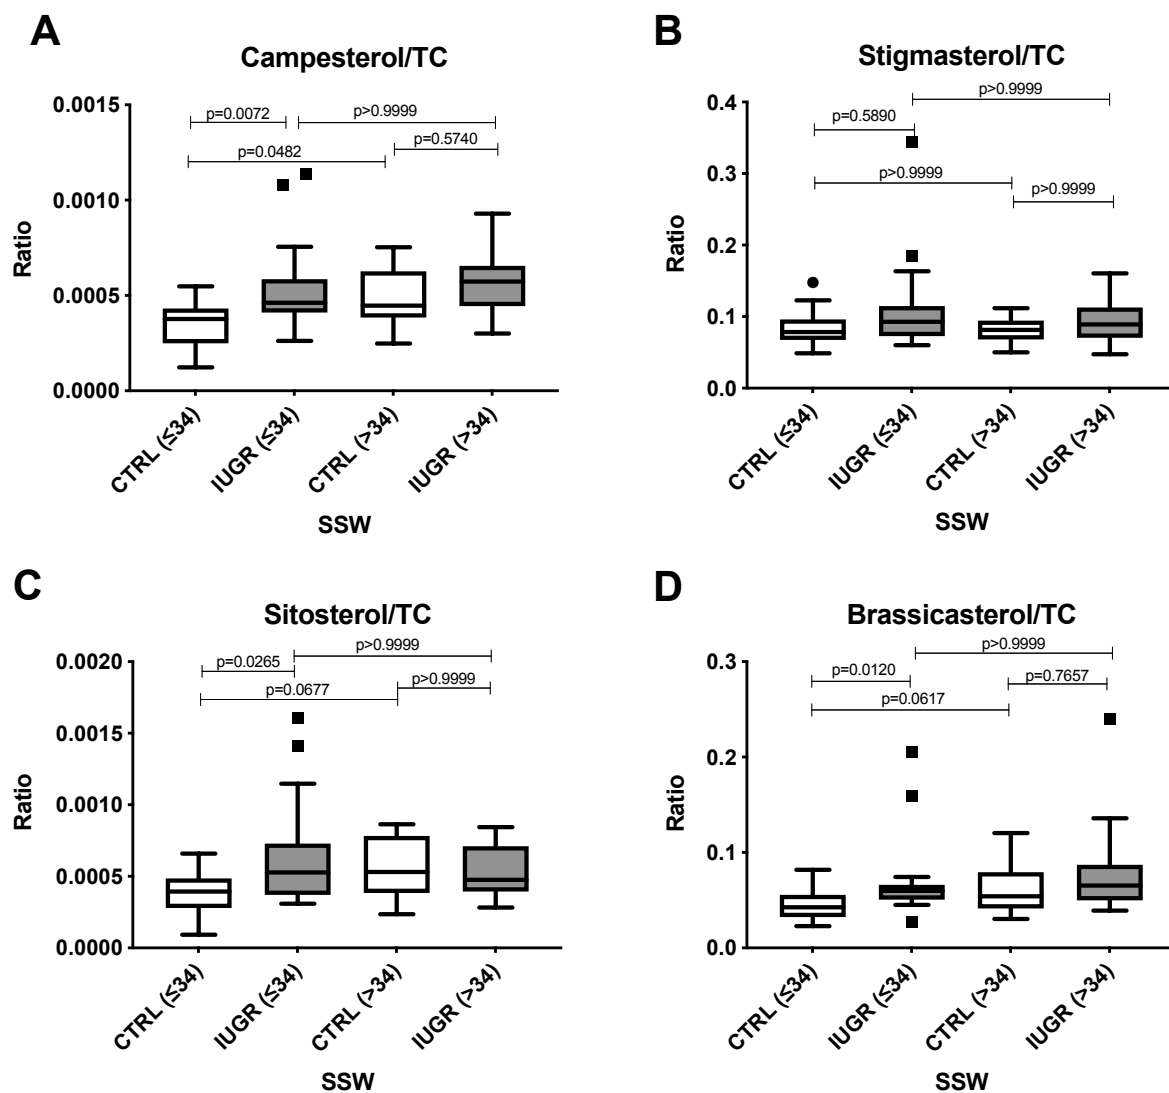 A
Campesterol/TC
p=0.0072
p>0.9999
p=0.0482
p=0.5740
Ratio
0.0015
0.0010
0.0005
0.0000
CTRL (≤34)
IUGR (≤34)
CTRL (>34)
IUGR (>34)
SSW
B
Stigmasterol/TC
p>0.9999
p=0.5890
p>0.9999
p>0.9999
Ratio
0.4
0.3
0.2
0.1
0.0
CTRL (≤34)
IUGR (≤34)
CTRL (>34)
IUGR (>34)
SSW
C
Sitosterol/TC
p>0.9999
p=0.0265
p=0.0677
p>0.9999
Ratio
0.0020
0.0015
0.0010
0.0005
0.0000
CTRL (≤34)
IUGR (≤34)
CTRL (>34)
IUGR (>34)
SSW
D
Brassicasterol/TC
p>0.9999
p=0.0120
p=0.7657
p=0.0617
Ratio
0.3
0.2
0.1
0.0
CTRL (≤34)
IUGR (≤34)
CTRL (>34)
IUGR (>34)
SSW